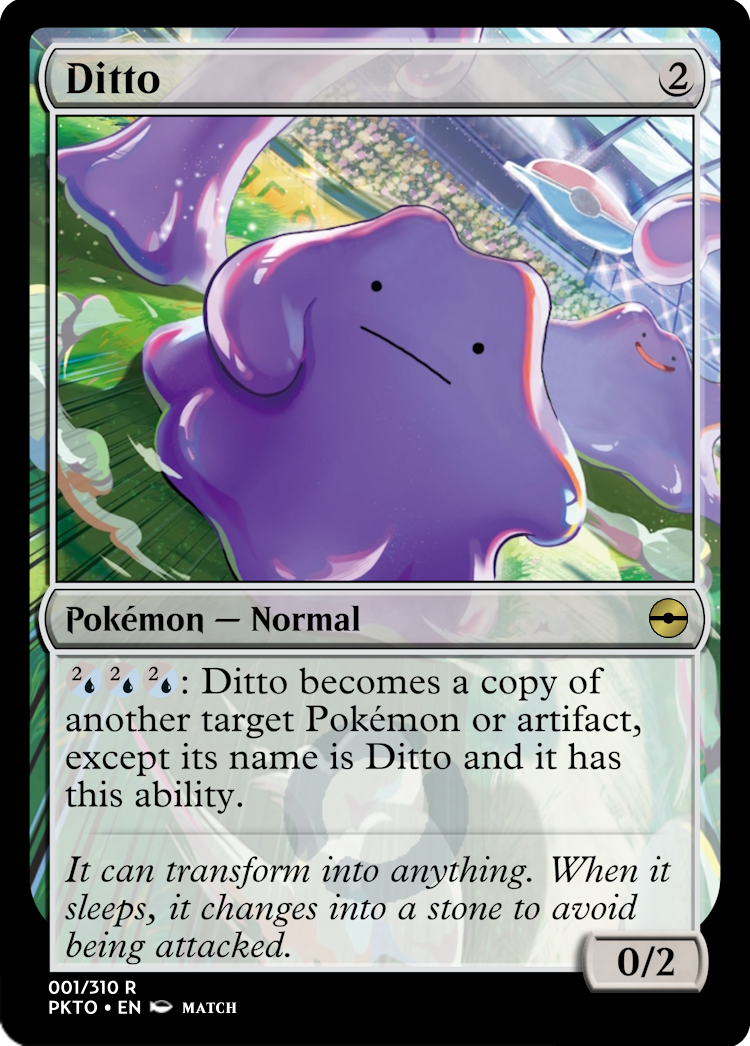 Ditto 2
Pokémon — Normal
2 2 2 : Ditto becomes a copy of
another target Pokémon or artifact,
except its name is Ditto and it has
this ability.
It can transform into anything. When it
sleeps, it changes into a stone to avoid
being attacked.
0/2
001/310 R
PKTO • EN MATCH